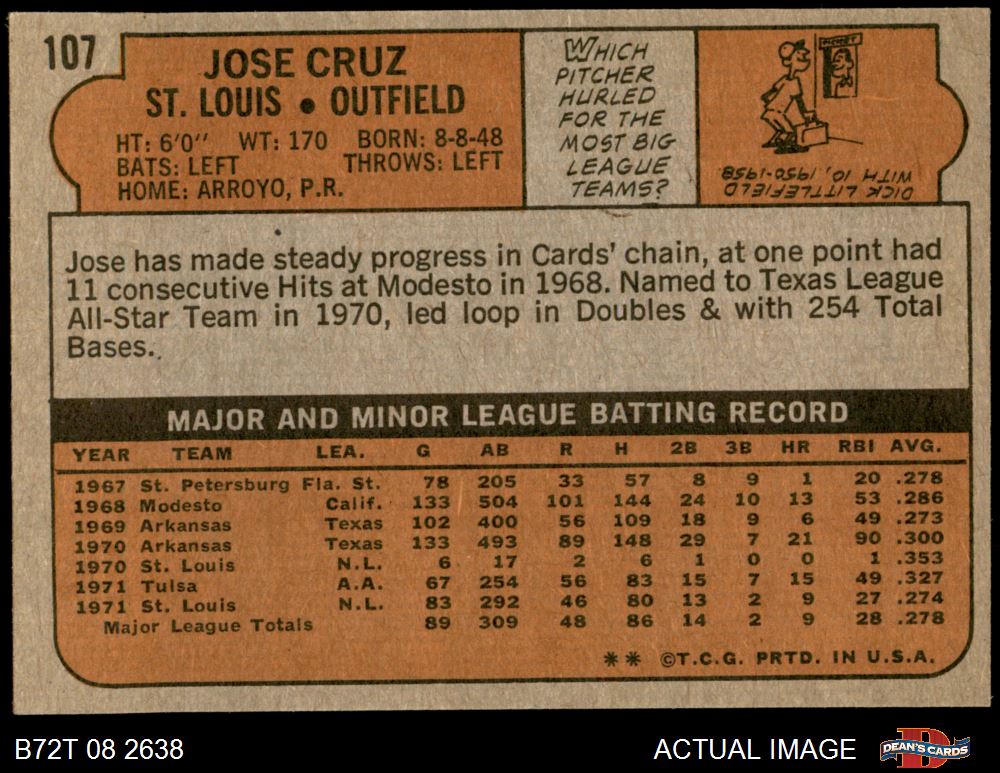 107
JOSE CRUZ
ST. LOUIS • OUTFIELD
HT: 6'0" WT: 170 BORN: 8-8-48
BATS: LEFT THROWS: LEFT
HOME: ARROYO, P.R.
WHICH
PITCHER
HURLED
FOR THE
MOST BIG
LEAGUE
TEAMS?
TICKET
DICK LITTLEFIELD
WITH 10, 1950-1958.
Jose has made steady progress in Cards' chain, at one point had
11 consecutive Hits at Modesto in 1968. Named to Texas League
All-Star Team in 1970, led loop in Doubles & with 254 Total
Bases.
MAJOR AND MINOR LEAGUE BATTING RECORD
YEAR TEAM LEA. G AB R H 2B 3B HR RBI AVG.
1967 St. Petersburg Fla. St. 78 205 33 57 8 9 1 20 .278
1968 Modesto Calif. 133 504 101 144 24 10 13 53 .286
1969 Arkansas Texas 102 400 56 109 18 9 6 49 .273
1970 Arkansas Texas 133 493 89 148 29 7 21 90 .300
1970 St. Louis N.L. 6 17 2 6 1 0 0 1 .353
1971 Tulsa A.A. 67 254 56 83 15 7 15 49 .327
1971 St. Louis N.L. 83 292 46 80 13 2 9 27 .274
Major League Totals 89 309 48 86 14 2 9 28 .278
** ©T.C.G. PRTD. IN U.S.A.
B72T 08 2638
ACTUAL IMAGE
DEAN'S CARDS